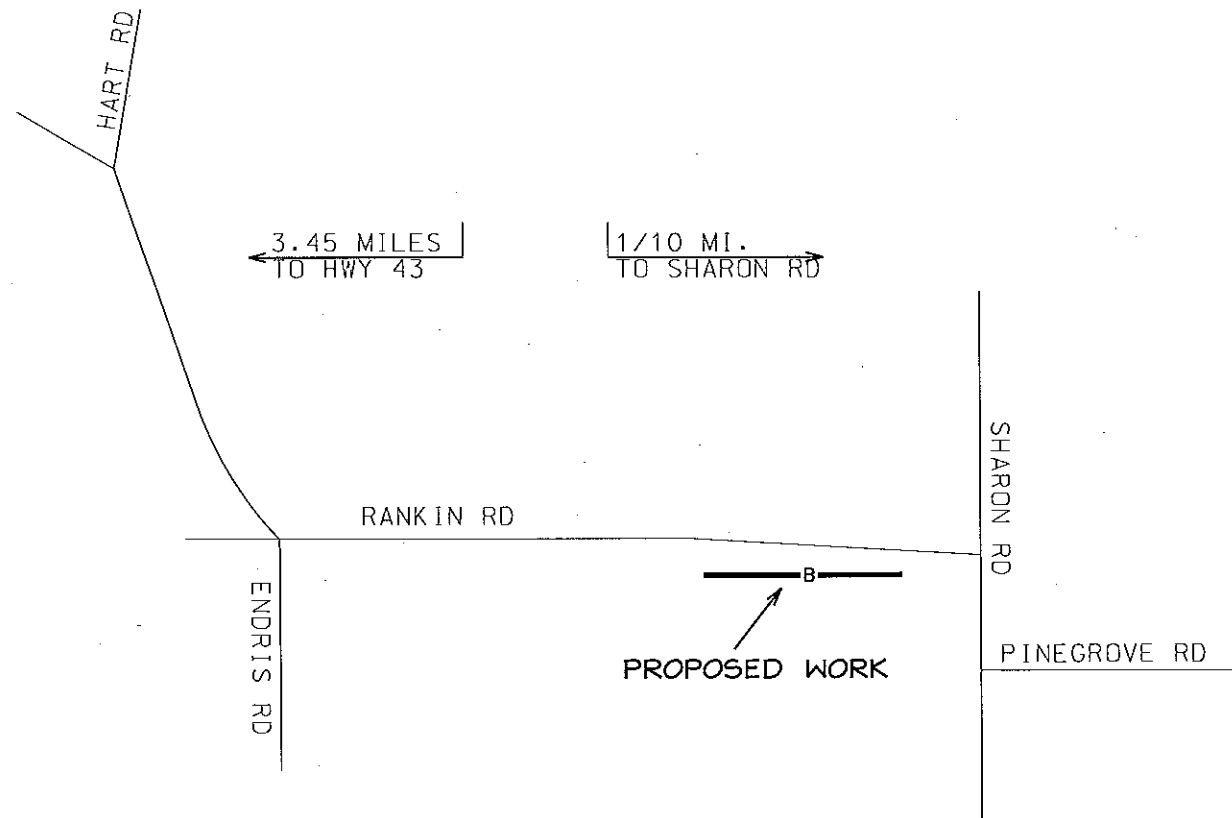 HART RD
3.45 MILES
TO HWY 43
1/10 MI.
TO SHARON RD
SHARON RD
RANKIN RD
B
ENDRIS RD
PROPOSED WORK
PINEGROVE RD